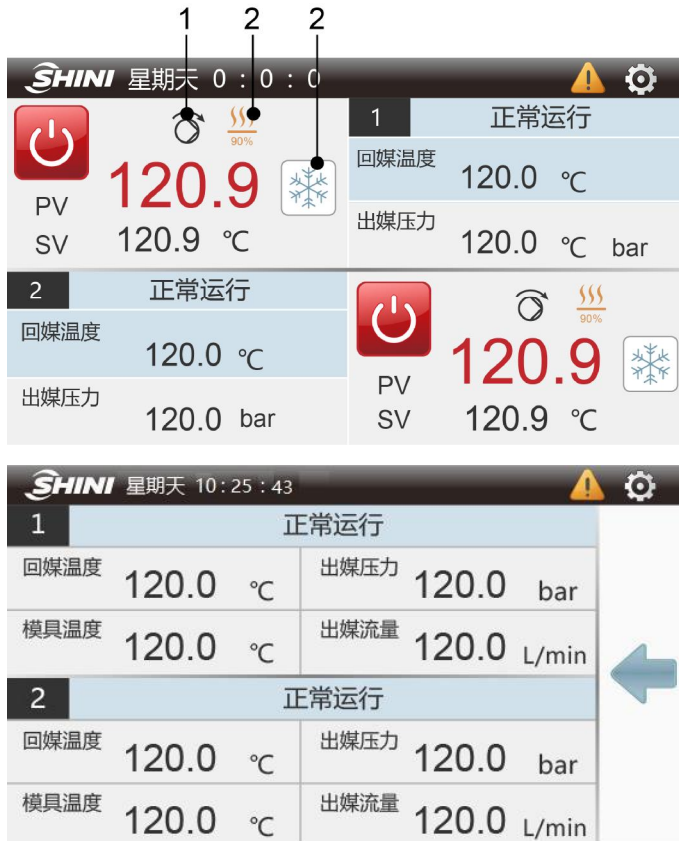 1 2 2
SHINI 星期天 0 : 0 : 0
90%
120.9
PV
SV 120.9 ℃
1 正常运行
回媒温度 120.0 ℃
出媒压力 120.0 ℃ bar
2 正常运行
回媒温度 120.0 ℃
出媒压力 120.0 bar
90%
120.9
PV
SV 120.9 ℃
SHINI 星期天 10 : 25 : 43
1 正常运行
回媒温度 120.0 ℃ 出媒压力 120.0 bar
模具温度 120.0 ℃ 出媒流量 120.0 L/min
2 正常运行
回媒温度 120.0 ℃ 出媒压力 120.0 bar
模具温度 120.0 ℃ 出媒流量 120.0 L/min